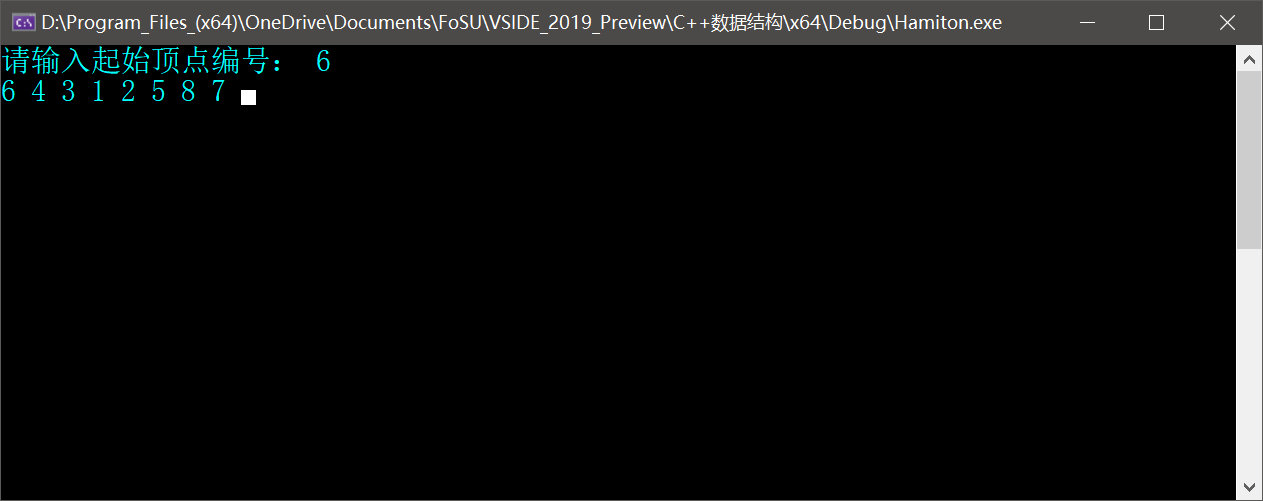 D:\Program_Files_(x64)\OneDrive\Documents\FoSU\VSIDE_2019_Preview\C++数据结构\x64\Debug\Hamiton.exe
请输入起始顶点编号： 6
6 4 3 1 2 5 8 7